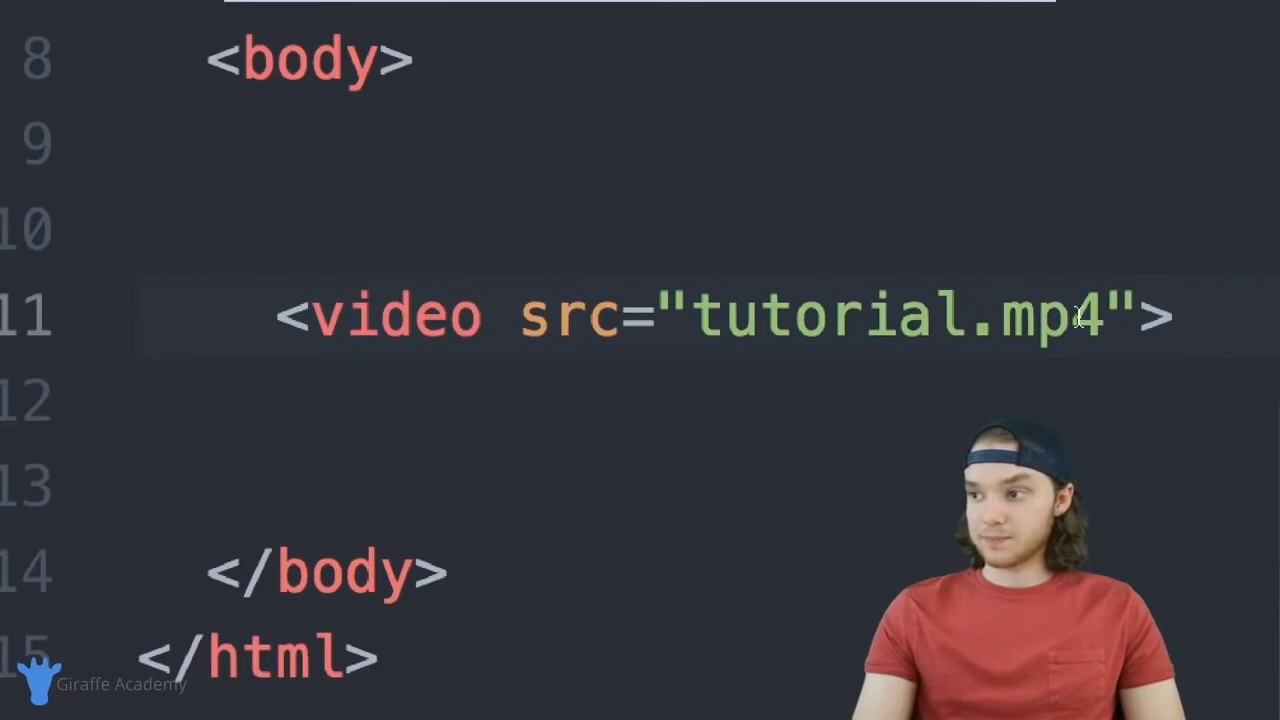 8 <body>
9
10
11 <video src="tutorial.mp4">
12
13
14 </body>
15 </html>
Giraffe Academy